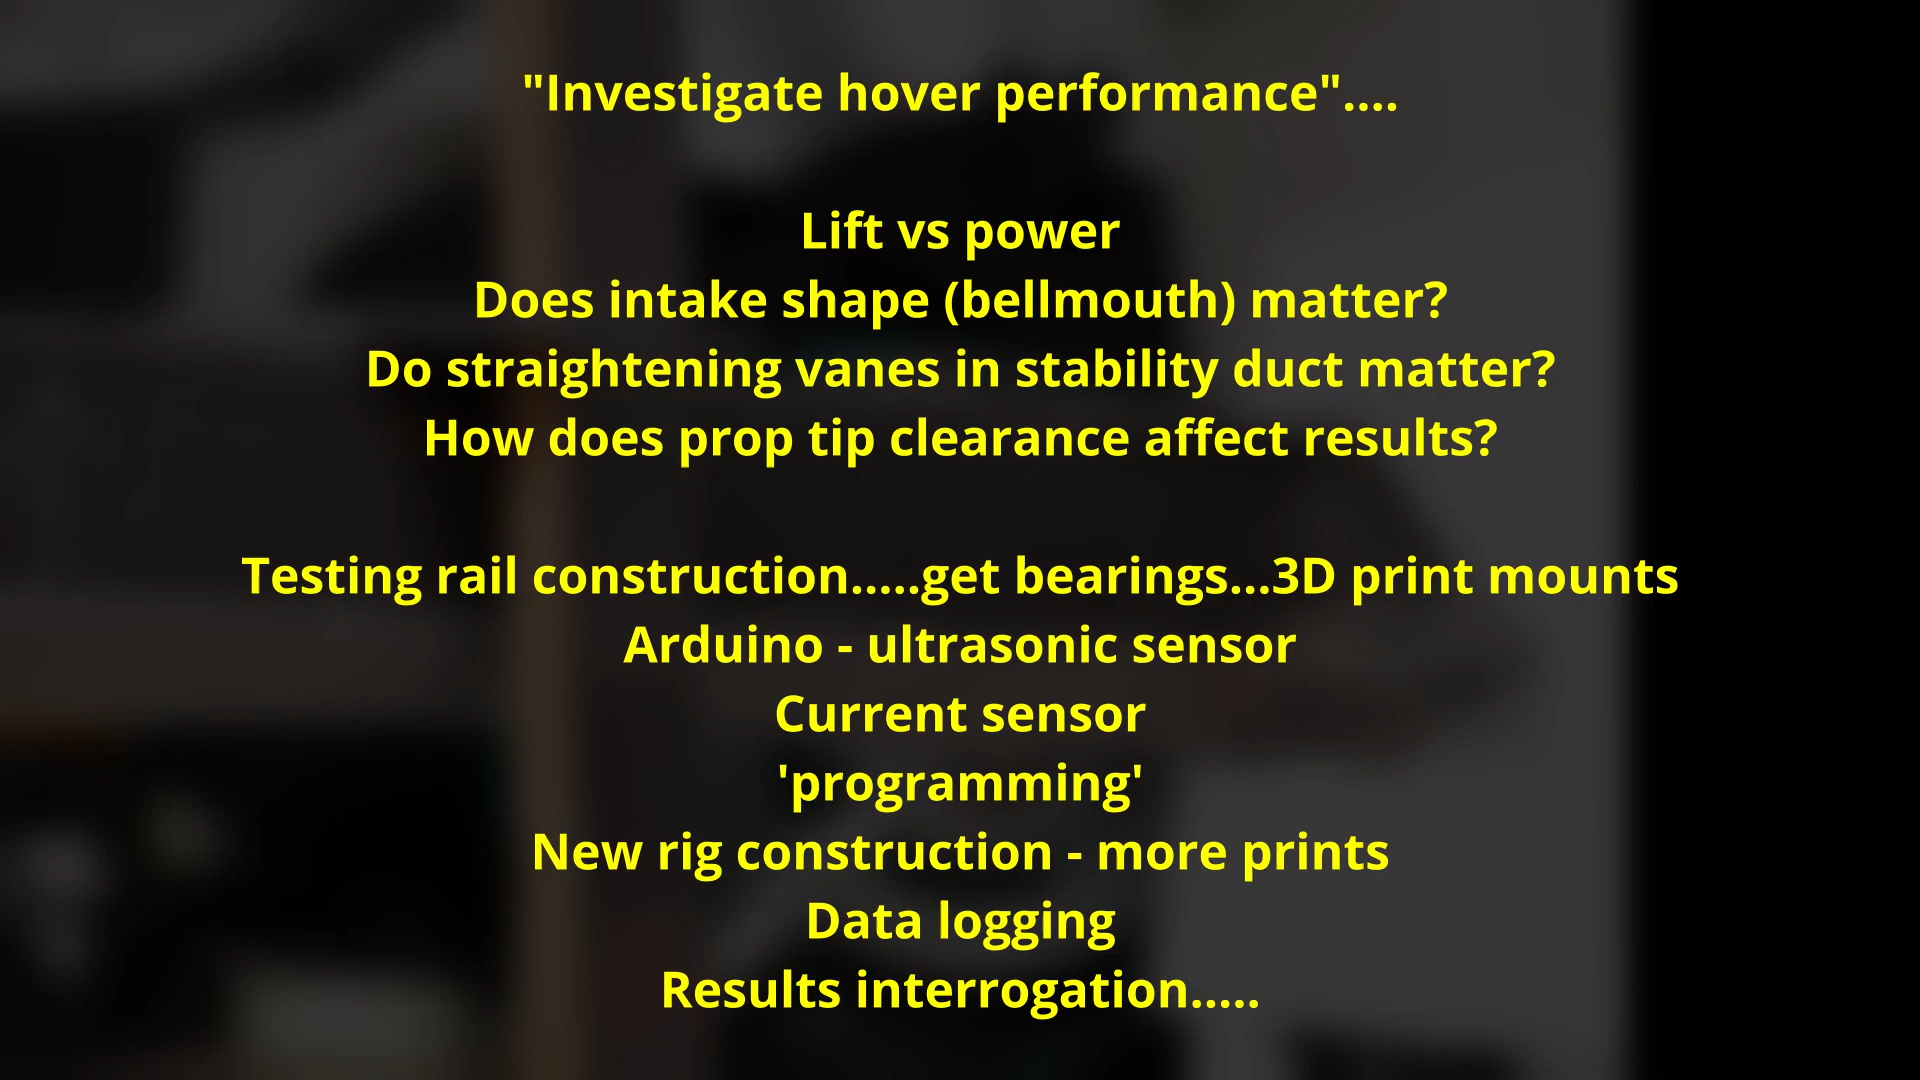 "Investigate hover performance"....
Lift vs power
Does intake shape (bellmouth) matter?
Do straightening vanes in stability duct matter?
How does prop tip clearance affect results?
Testing rail construction.....get bearings...3D print mounts
Arduino - ultrasonic sensor
Current sensor
'programming'
New rig construction - more prints
Data logging
Results interrogation.....